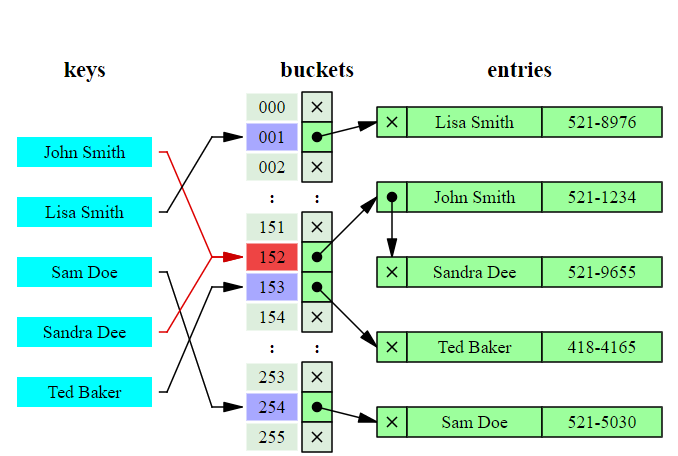 keys buckets entries
000 ×
Lisa Smith 521-8976
001
John Smith
002 ×
John Smith 521-1234
Lisa Smith
: :
151 ×
152
Sam Doe
Sandra Dee 521-9655
153
154 ×
Sandra Dee
: :
Ted Baker 418-4165
253 ×
Ted Baker
254
Sam Doe 521-5030
255 ×